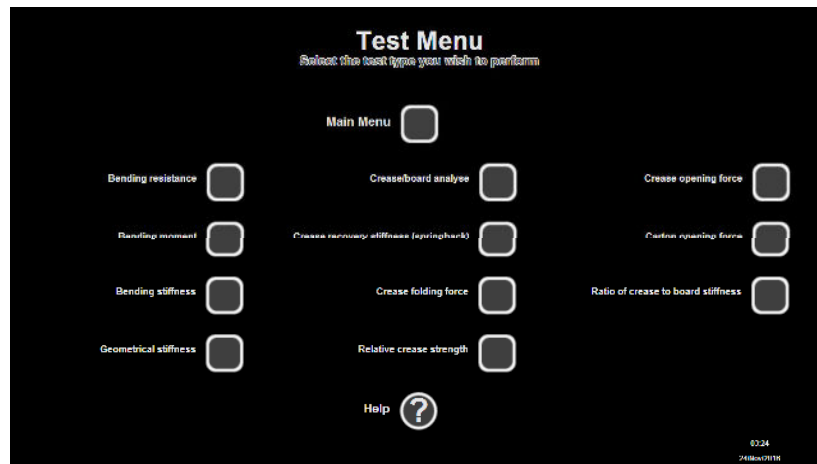 Test Menu
Select the test type you wish to perform
Main Menu
Bending resistance
Crease/board analyse
Crease opening force
Bending moment
Crease recovery stiffness (springback)
Carton opening force
Bending stiffness
Crease folding force
Ratio of crease to board stiffness
Geometrical stiffness
Relative crease strength
Help
?
24Nov2016